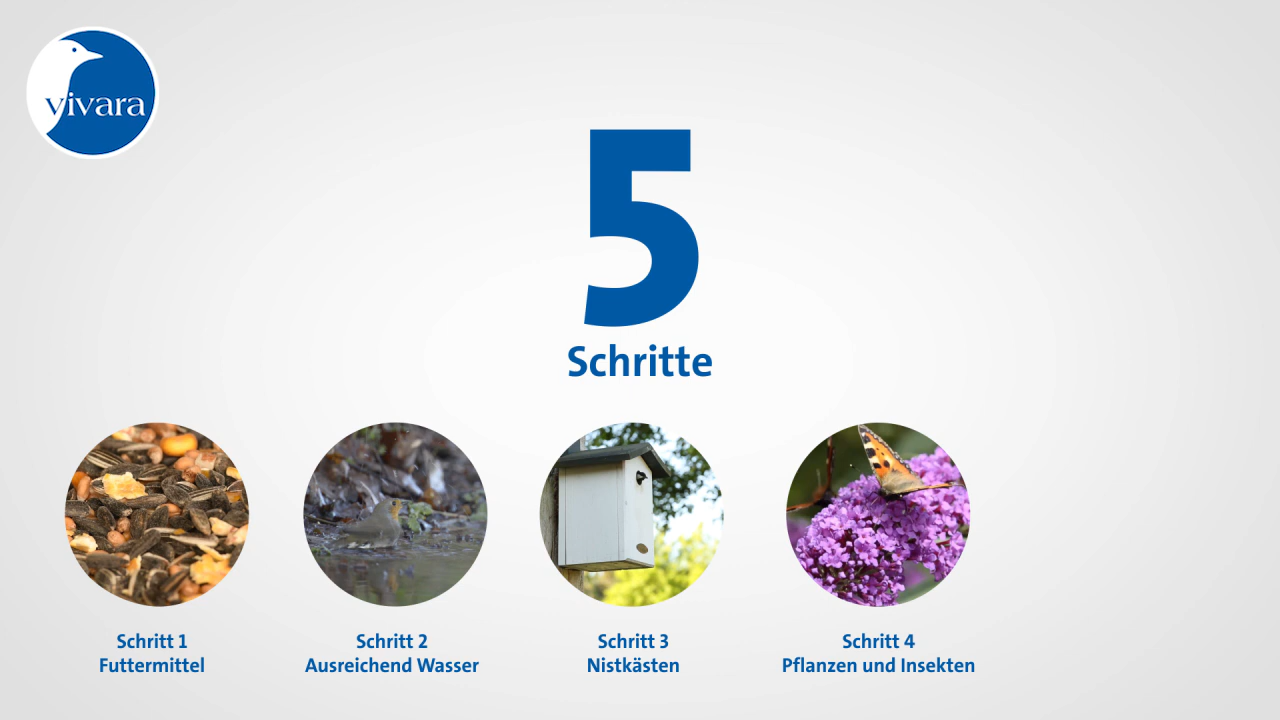 vivara
5
Schritte
Schritt 1
Futtermittel
Schritt 2
Ausreichend Wasser
Schritt 3
Nistkästen
Schritt 4
Pflanzen und Insekten